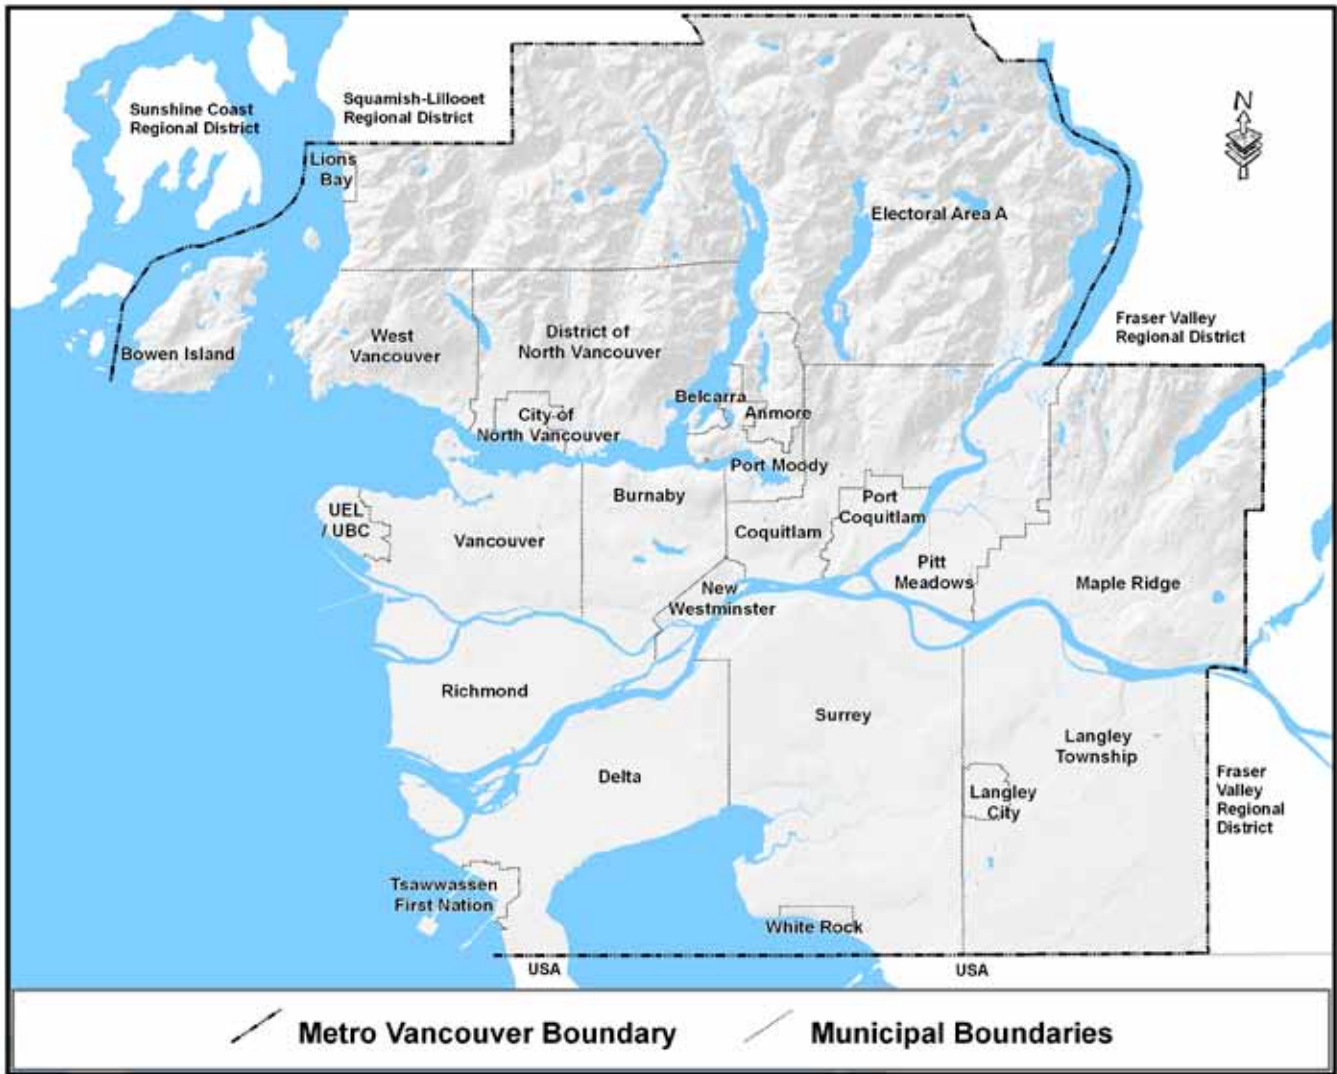 N
Sunshine Coast
Regional District
Squamish-Lillooet
Regional District
Lions
Bay
Electoral Area A
Fraser Valley
Regional District
Bowen Island
West
Vancouver
District of
North Vancouver
Belcarra
Anmore
City of
North Vancouver
Port Moody
UEL
/ UBC
Vancouver
Burnaby
Coquitlam
Port
Coquitlam
Pitt
Meadows
Maple Ridge
New
Westminster
Richmond
Surrey
Langley
Township
Delta
Langley
City
Fraser
Valley
Regional
District
Tsawwassen
First Nation
White Rock
USA
USA
Metro Vancouver Boundary
Municipal Boundaries